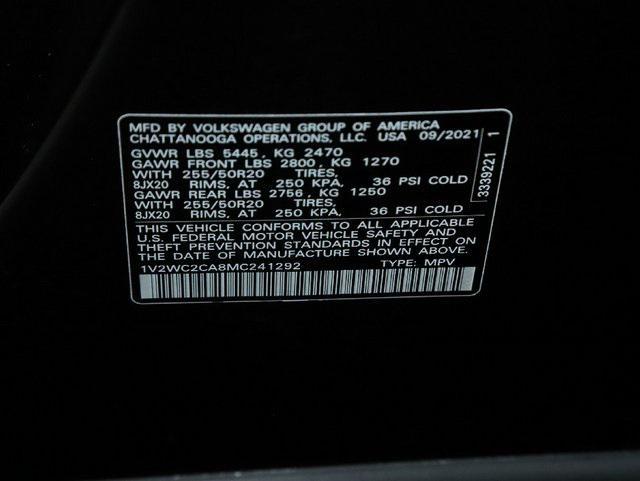 MFD BY VOLKSWAGEN GROUP OF AMERICA
CHATTANOOGA OPERATIONS, LLC. USA 09/2021
GVWR LBS 5445, KG 2470
GAWR FRONT LBS 2800, KG 1270
WITH 255/50R20 TIRES,
8JX20 RIMS, AT 250 KPA, 36 PSI COLD
GAWR REAR LBS 2756, KG 1250
WITH 255/50R20 TIRES,
8JX20 RIMS, AT 250 KPA, 36 PSI COLD
THIS VEHICLE CONFORMS TO ALL APPLICABLE
U.S. FEDERAL MOTOR VEHICLE SAFETY AND
THEFT PREVENTION STANDARDS IN EFFECT ON
THE DATE OF MANUFACTURE SHOWN ABOVE.
1V2WC2CA8MC241292 TYPE: MPV
3339221 1